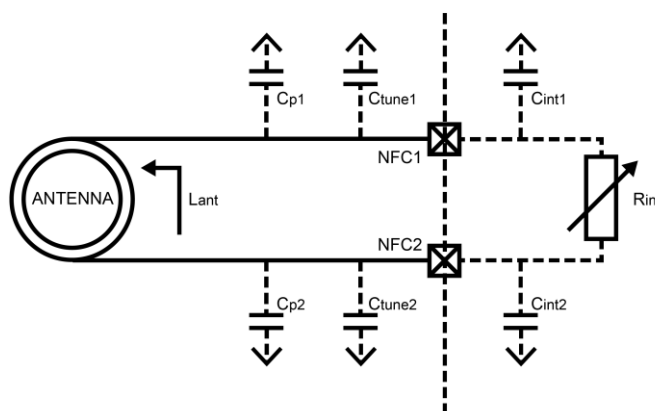 Cp1
Ctune1
Cint1
NFC1
ANTENNA
Lant
Rin
NFC2
Cp2
Ctune2
Cint2